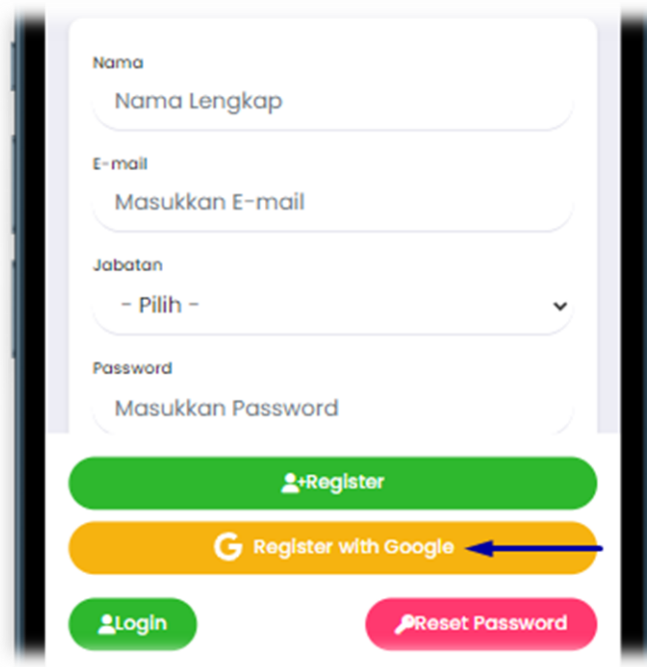 Nama
Nama Lengkap
E-mail
Masukkan E-mail
Jabatan
- Pilih -
Password
Masukkan Password
Register
Register with Google
Login
Reset Password